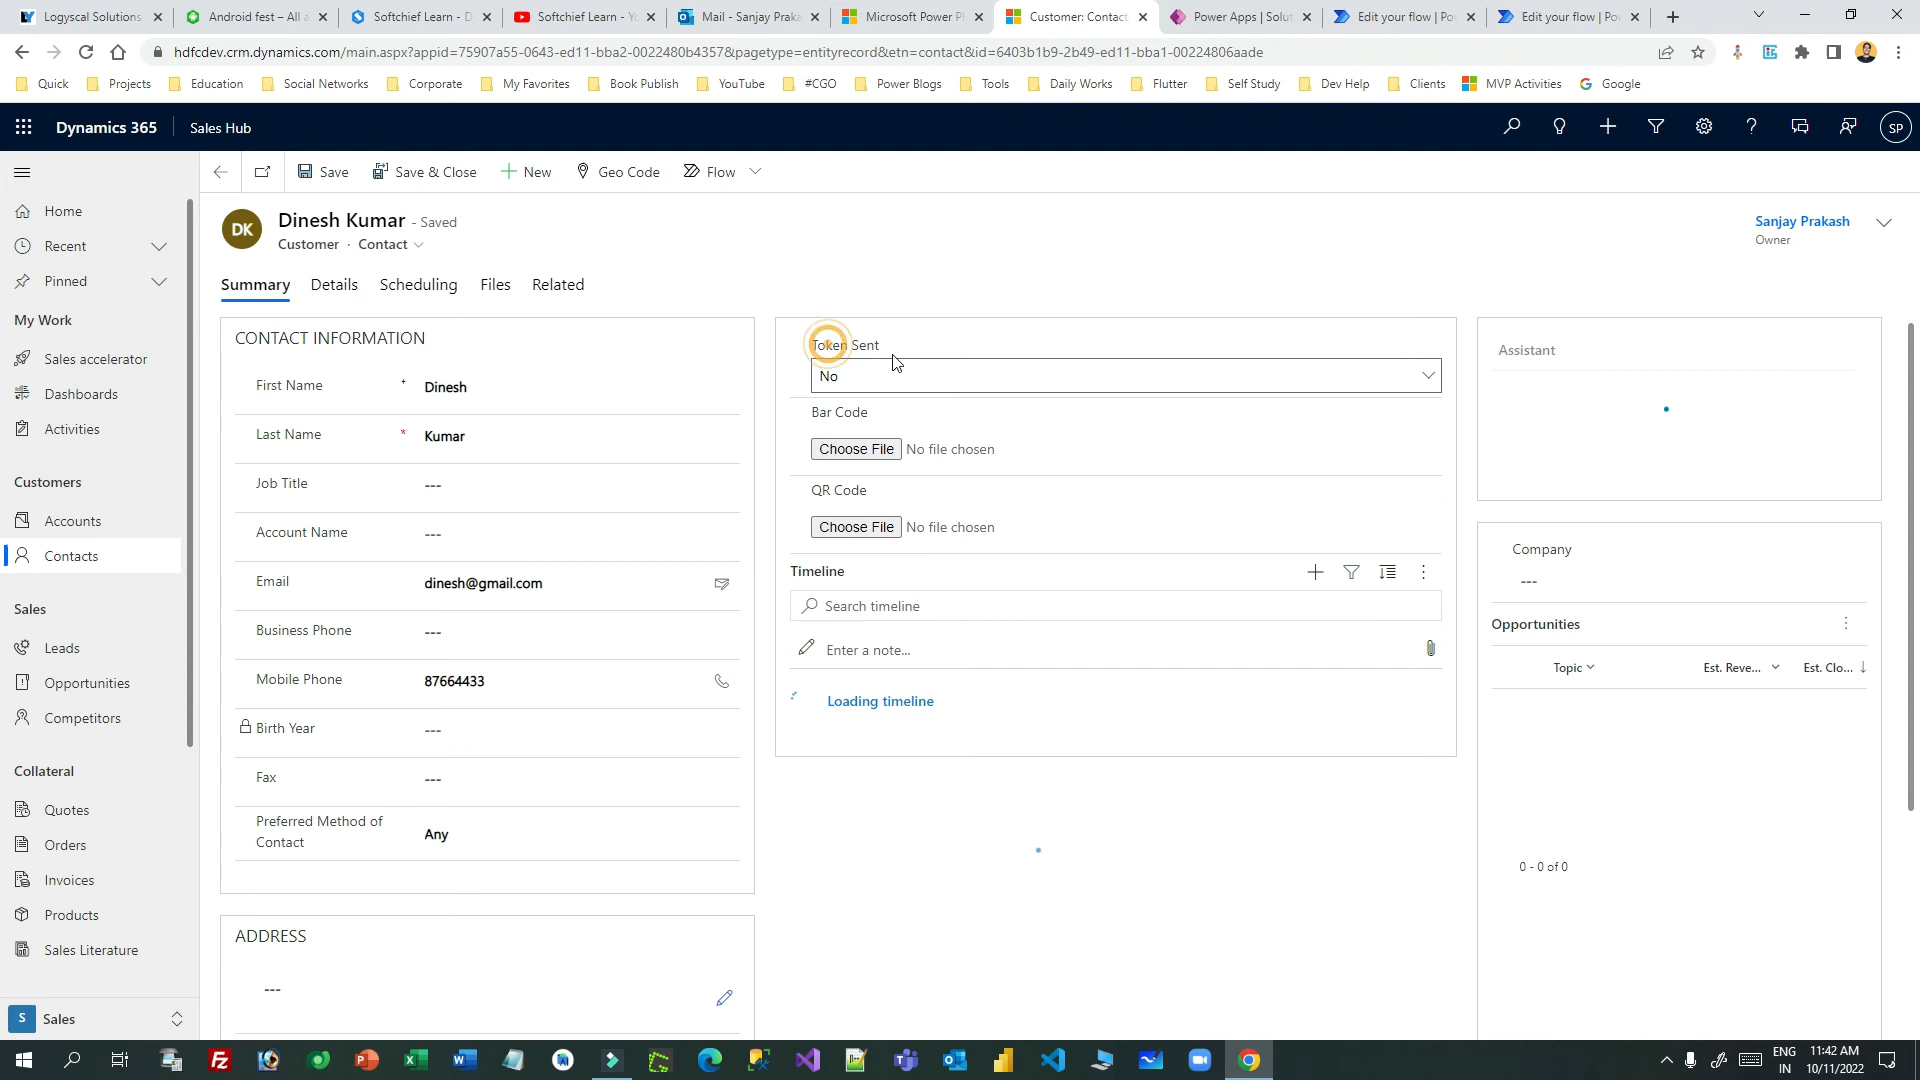 Logyscal Solutions
Android fest – All a
Softchief Learn - D
Softchief Learn - Yo
Mail - Sanjay Praka
Microsoft Power Pl
Customer: Contact
Power Apps | Solut
Edit your flow | Pow
Edit your flow | Pow
hdfcdev.crm.dynamics.com/main.aspx?appid=75907a55-0643-ed11-bba2-0022480b4357&pagetype=entityrecord&etn=contact&id=6403b1b9-2b49-ed11-bba1-00224806aade
Quick
Projects
Education
Social Networks
Corporate
My Favorites
Book Publish
YouTube
#CGO
Power Blogs
Tools
Daily Works
Flutter
Self Study
Dev Help
Clients
MVP Activities
Google
Dynamics 365
Sales Hub
SP
Save
Save & Close
New
Geo Code
Flow
Home
Recent
Pinned
My Work
Sales accelerator
Dashboards
Activities
Customers
Accounts
Contacts
Sales
Leads
Opportunities
Competitors
Collateral
Quotes
Orders
Invoices
Products
Sales Literature
S Sales
DK
Dinesh Kumar - Saved
Customer · Contact
Sanjay Prakash
Owner
Summary
Details
Scheduling
Files
Related
CONTACT INFORMATION
First Name + Dinesh
Last Name * Kumar
Job Title ---
Account Name ---
Email dinesh@gmail.com
Business Phone ---
Mobile Phone 87664433
Birth Year ---
Fax ---
Preferred Method of
Contact
Any
ADDRESS
---
Token Sent
No
Bar Code
Choose File No file chosen
QR Code
Choose File No file chosen
Timeline
Search timeline
Enter a note...
Loading timeline
Assistant
Company
---
Opportunities
Topic
Est. Reve...
Est. Clo...
0 - 0 of 0
ENG
IN
11:42 AM
10/11/2022